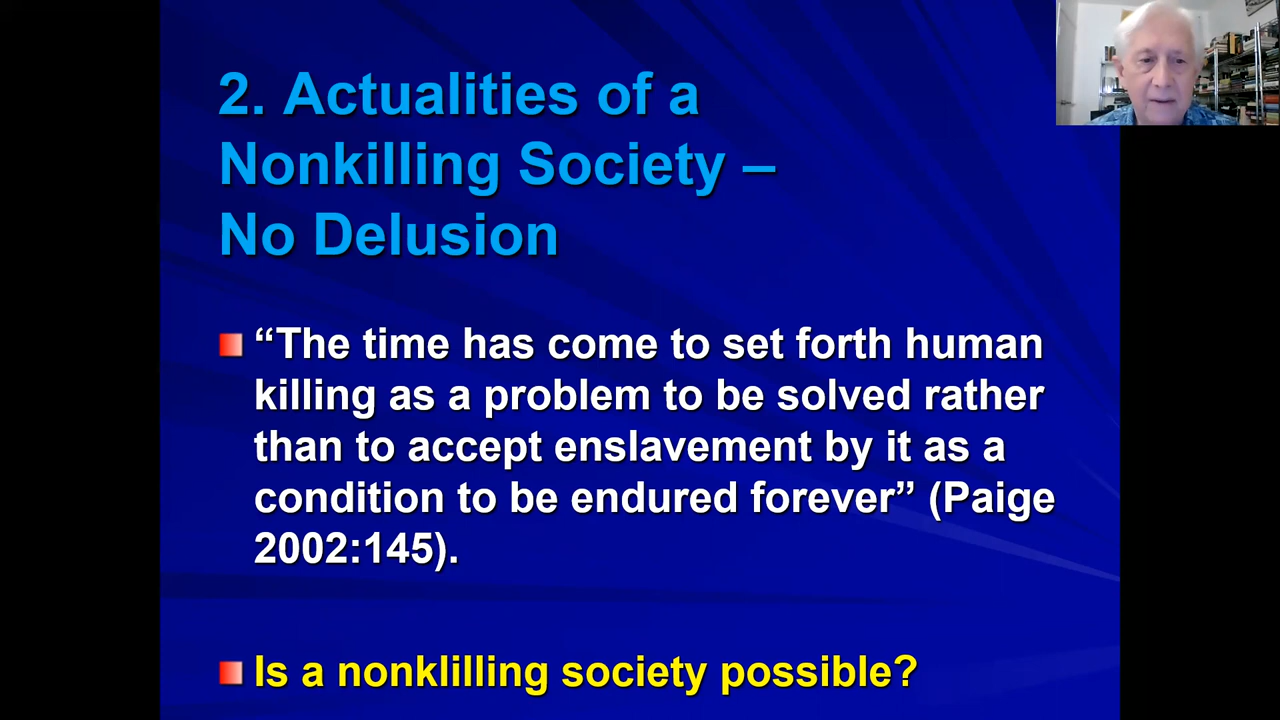 2. Actualities of a
Nonkilling Society –
No Delusion
“The time has come to set forth human
killing as a problem to be solved rather
than to accept enslavement by it as a
condition to be endured forever” (Paige
2002:145).
Is a nonklilling society possible?